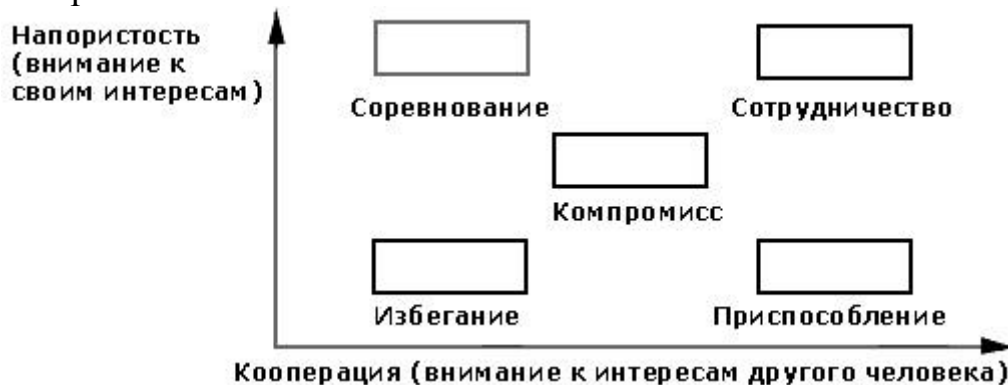 Напористость
(внимание к
своим интересам)
Соревнование
Сотрудничество
Компромисс
Избегание
Приспособление
Кооперация (внимание к интересам другого человека)